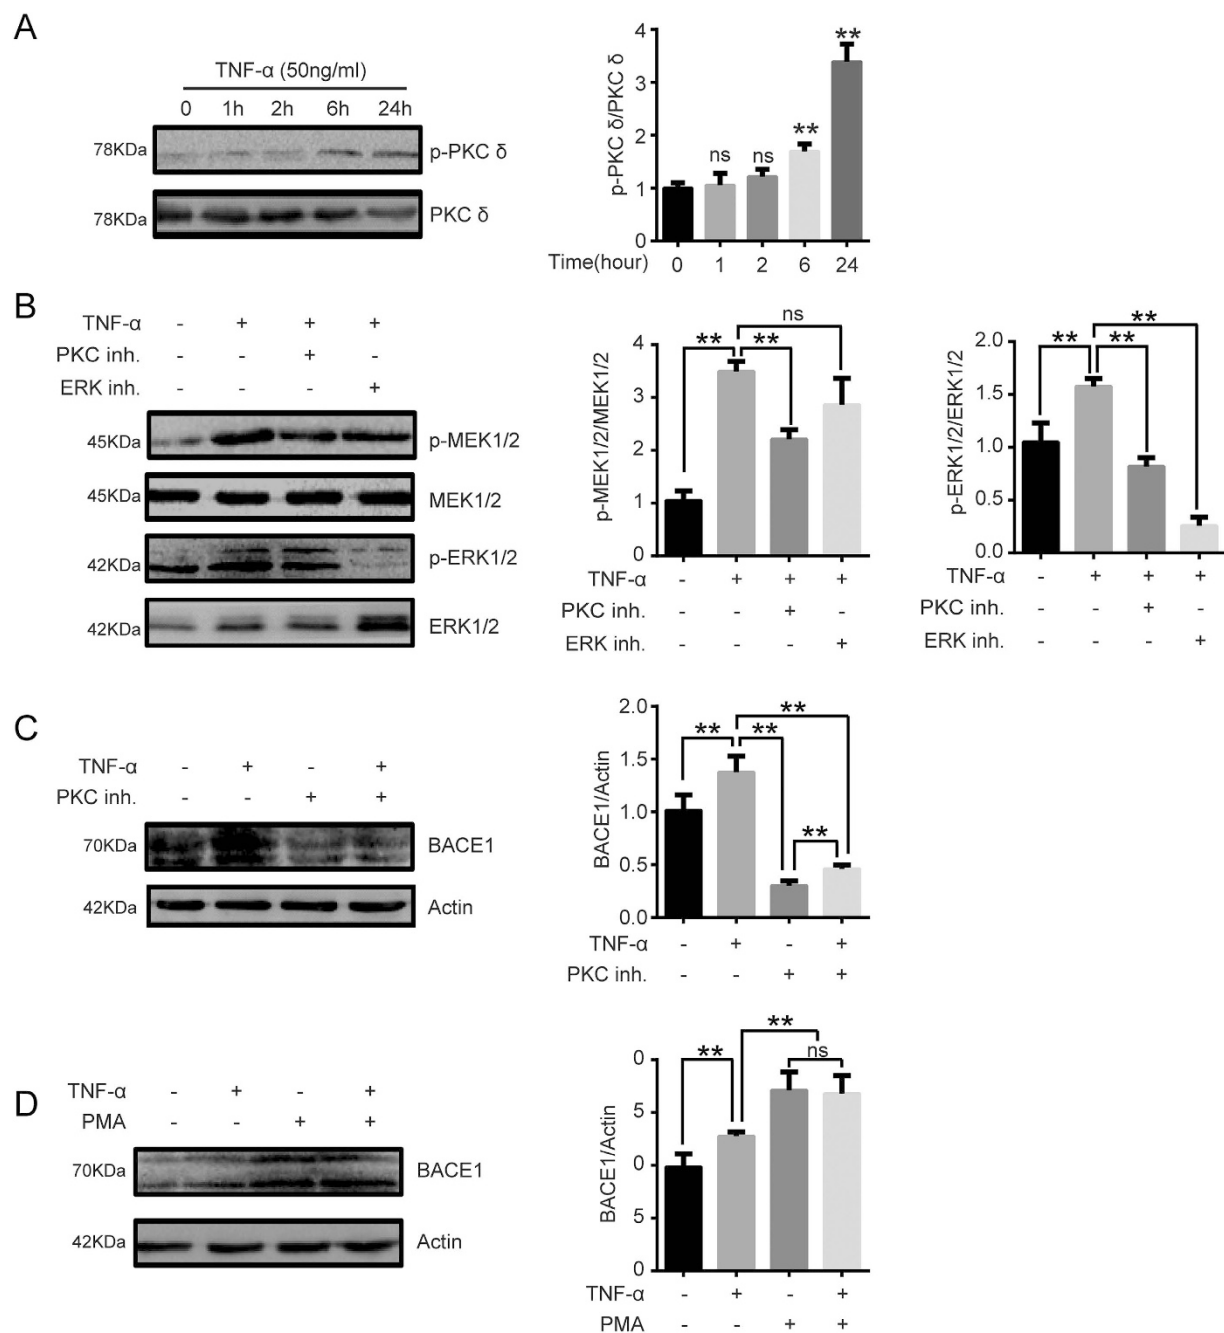 A
TNF-α (50ng/ml)
0 1h 2h 6h 24h
78KDa p-PKC δ
78KDa PKC δ
p-PKC δ/PKC δ
4
3
2
1
0
ns ns ** **
Time(hour) 0 1 2 6 24
B
TNF-α - + + +
PKC inh. - - + -
ERK inh. - - - +
45KDa p-MEK1/2
45KDa MEK1/2
42KDa p-ERK1/2
42KDa ERK1/2
p-MEK1/2/MEK1/2
4
3
2
1
0
ns
** **
TNF-α - + + +
PKC inh. - - + -
ERK inh. - - - +
p-ERK1/2/ERK1/2
2.0
1.5
1.0
0.5
0.0
**
** **
TNF-α - + + +
PKC inh. - - + -
ERK inh. - - - +
C
TNF-α - + - +
PKC inh. - - + +
70KDa BACE1
42KDa Actin
BACE1/Actin
2.0
1.5
1.0
0.5
0.0
**
** **
**
TNF-α - + - +
PKC inh. - - + +
D
TNF-α - + - +
PMA - - + +
70KDa BACE1
42KDa Actin
BACE1/Actin
0
5
0
5
0
**
** ns
TNF-α - + - +
PMA - - + +